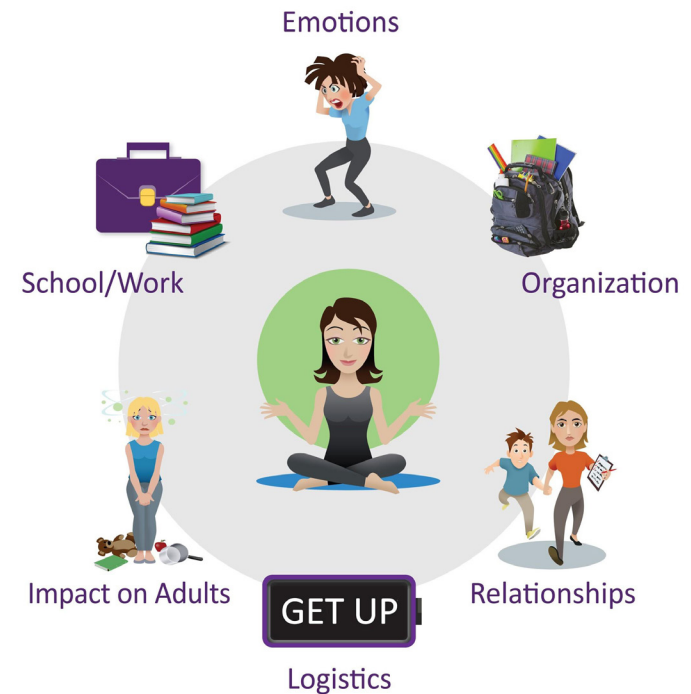 Emotions
School/Work
Organization
Impact on Adults
Relationships
GET UP
Logistics